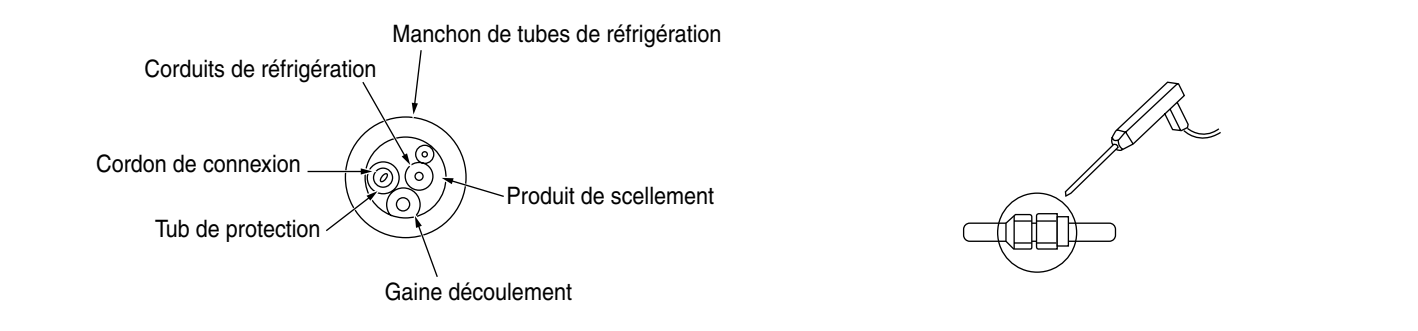 Manchon de tubes de réfrigération
Corduits de réfrigération
Cordon de connexion
Produit de scellement
Tub de protection
Gaine découlement